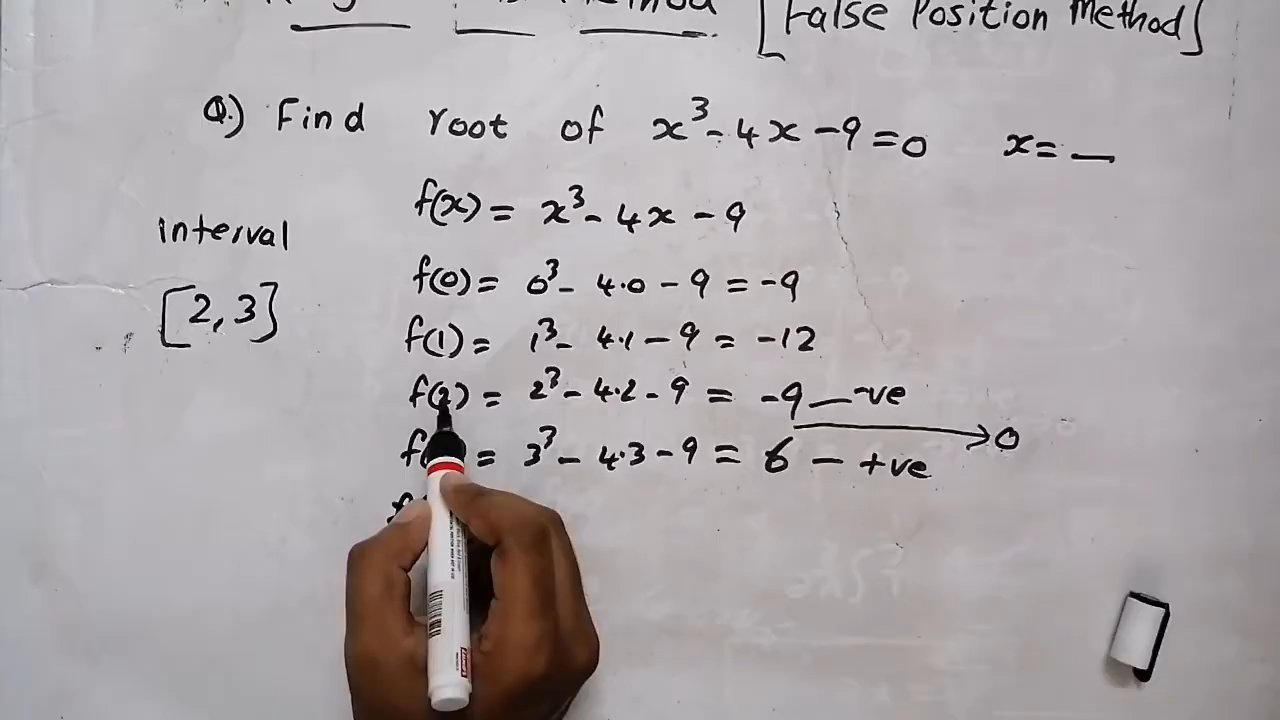 Method [False Position Method]
Q.) Find root of x³ - 4x - 9 = 0 x = —
f(x) = x³ - 4x - 9
interval
[2,3]
f(0) = 0³ - 4·0 - 9 = -9
f(1) = 1³ - 4·1 - 9 = -12
f(2) = 2³ - 4·2 - 9 = -9 — -ve
→ 0
= 3³ - 4·3 - 9 = 6 - +ve